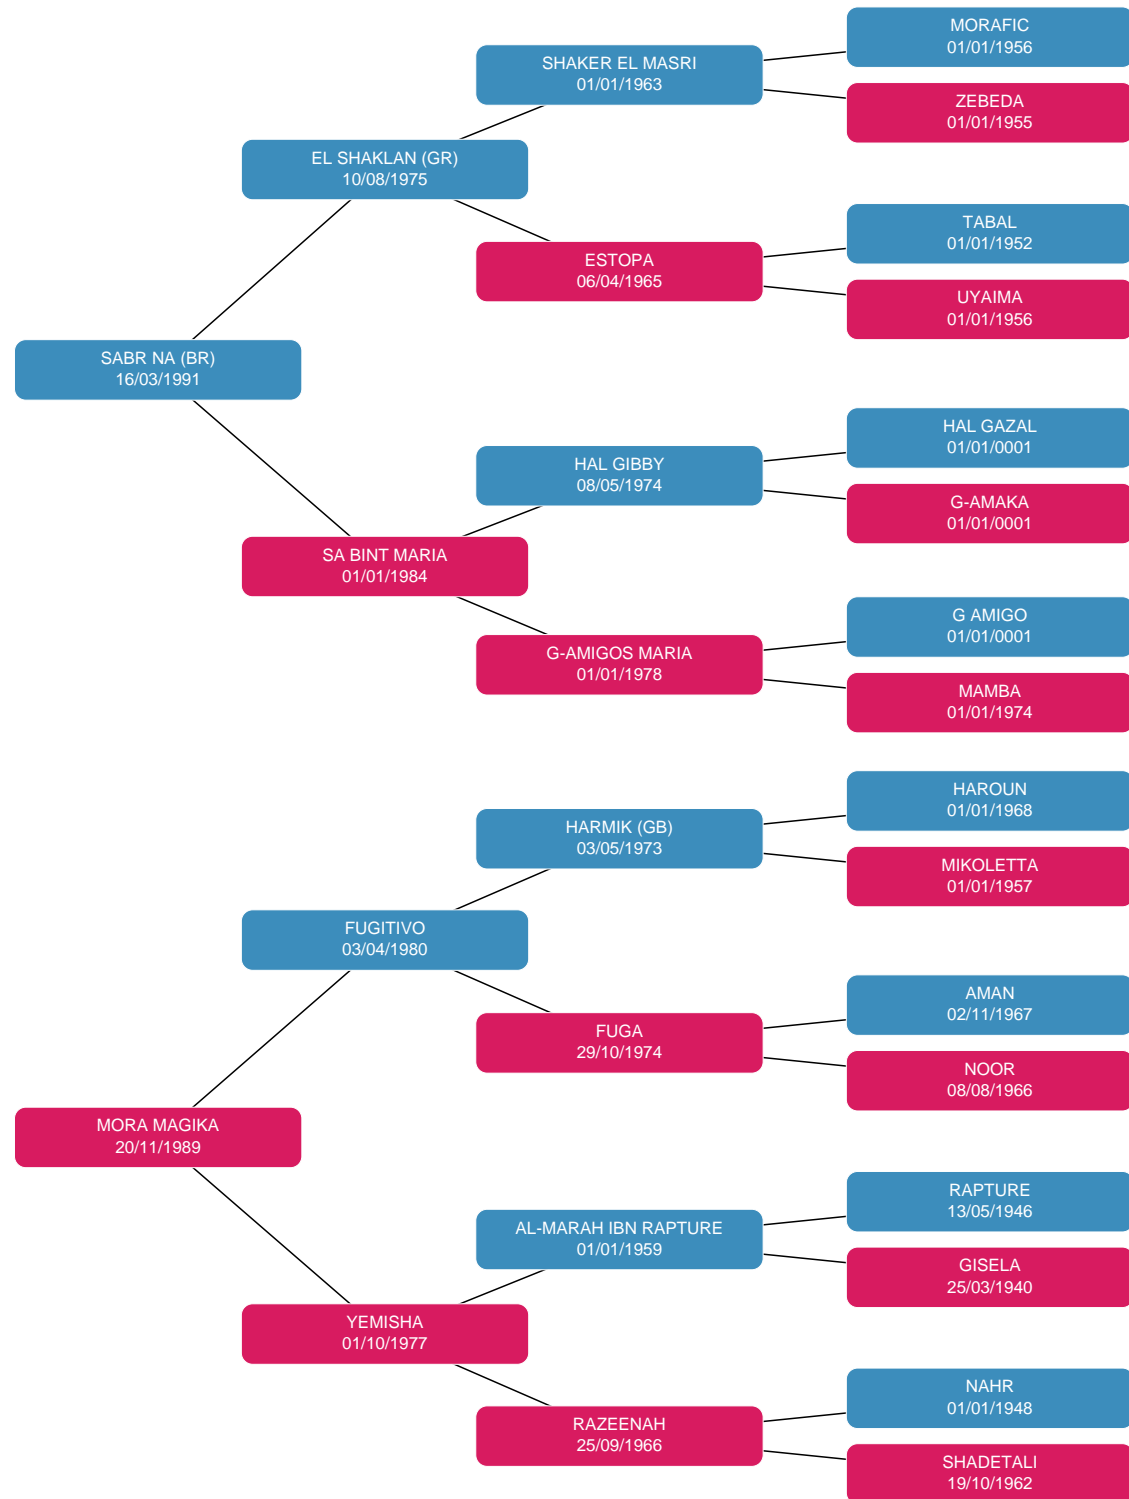 MORAFIC
01/01/1956
SHAKER EL MASRI
01/01/1963
ZEBEDA
01/01/1955
EL SHAKLAN (GR)
10/08/1975
TABAL
01/01/1952
ESTOPA
06/04/1965
UYAIMA
01/01/1956
SABR NA (BR)
16/03/1991
HAL GAZAL
01/01/0001
HAL GIBBY
08/05/1974
G-AMAKA
01/01/0001
SA BINT MARIA
01/01/1984
G AMIGO
01/01/0001
G-AMIGOS MARIA
01/01/1978
MAMBA
01/01/1974
HAROUN
01/01/1968
HARMIK (GB)
03/05/1973
MIKOLETTA
01/01/1957
FUGITIVO
03/04/1980
AMAN
02/11/1967
FUGA
29/10/1974
NOOR
08/08/1966
MORA MAGIKA
20/11/1989
RAPTURE
13/05/1946
AL-MARAH IBN RAPTURE
01/01/1959
GISELA
25/03/1940
YEMISHA
01/10/1977
NAHR
01/01/1948
RAZEENAH
25/09/1966
SHADETALI
19/10/1962